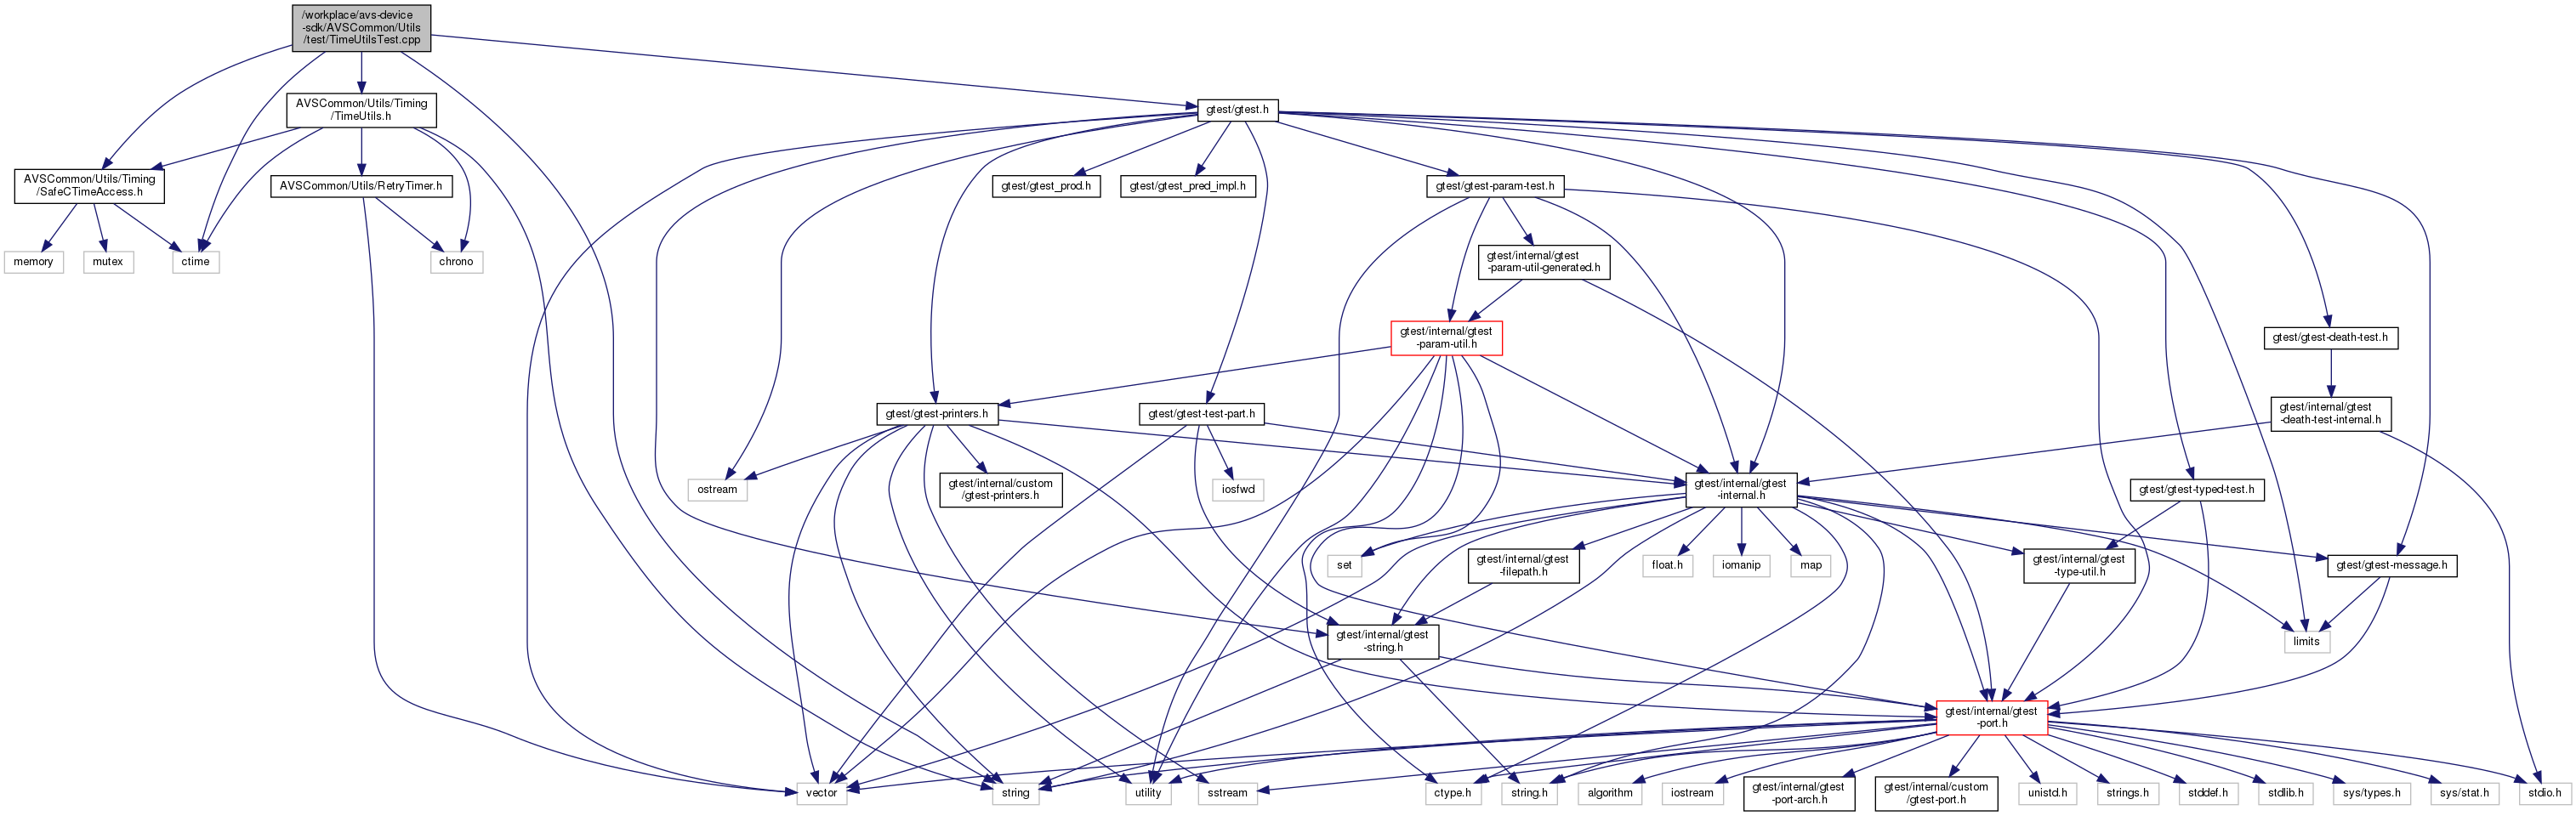 /workplace/avs-device
-sdk/AVSCommon/Utils
/test/TimeUtilsTest.cpp
AVSCommon/Utils/Timing
/TimeUtils.h
gtest/gtest.h
AVSCommon/Utils/Timing
/SafeCTimeAccess.h
AVSCommon/Utils/RetryTimer.h
gtest/gtest_prod.h
gtest/gtest_pred_impl.h
gtest/gtest-param-test.h
memory
mutex
ctime
chrono
gtest/internal/gtest
-param-util-generated.h
gtest/internal/gtest
-param-util.h
gtest/gtest-death-test.h
gtest/gtest-printers.h
gtest/gtest-test-part.h
gtest/internal/gtest
-death-test-internal.h
ostream
gtest/internal/custom
/gtest-printers.h
iosfwd
gtest/internal/gtest
-internal.h
gtest/gtest-typed-test.h
set
gtest/internal/gtest
-filepath.h
float.h
iomanip
map
gtest/internal/gtest
-type-util.h
gtest/gtest-message.h
gtest/internal/gtest
-string.h
limits
gtest/internal/gtest
-port.h
vector
string
utility
sstream
ctype.h
string.h
algorithm
iostream
gtest/internal/gtest
-port-arch.h
gtest/internal/custom
/gtest-port.h
unistd.h
strings.h
stddef.h
stdlib.h
sys/types.h
sys/stat.h
stdio.h